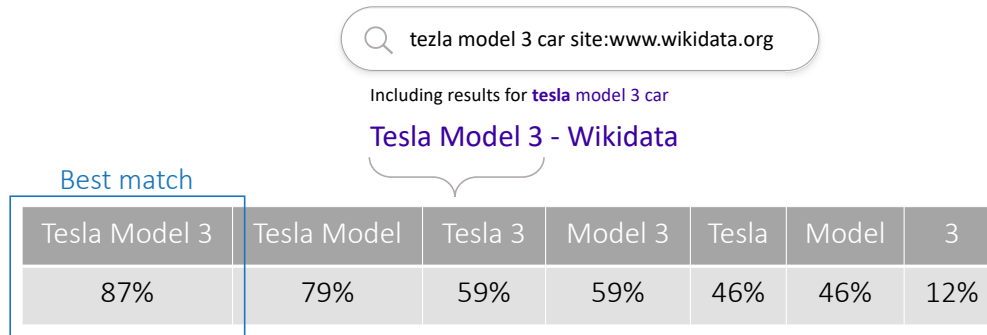 tezla model 3 car site:www.wikidata.org
Including results for tesla model 3 car
Tesla Model 3 - Wikidata
Best match
Tesla Model 3 Tesla Model Tesla 3 Model 3 Tesla Model 3
87% 79% 59% 59% 46% 46% 12%